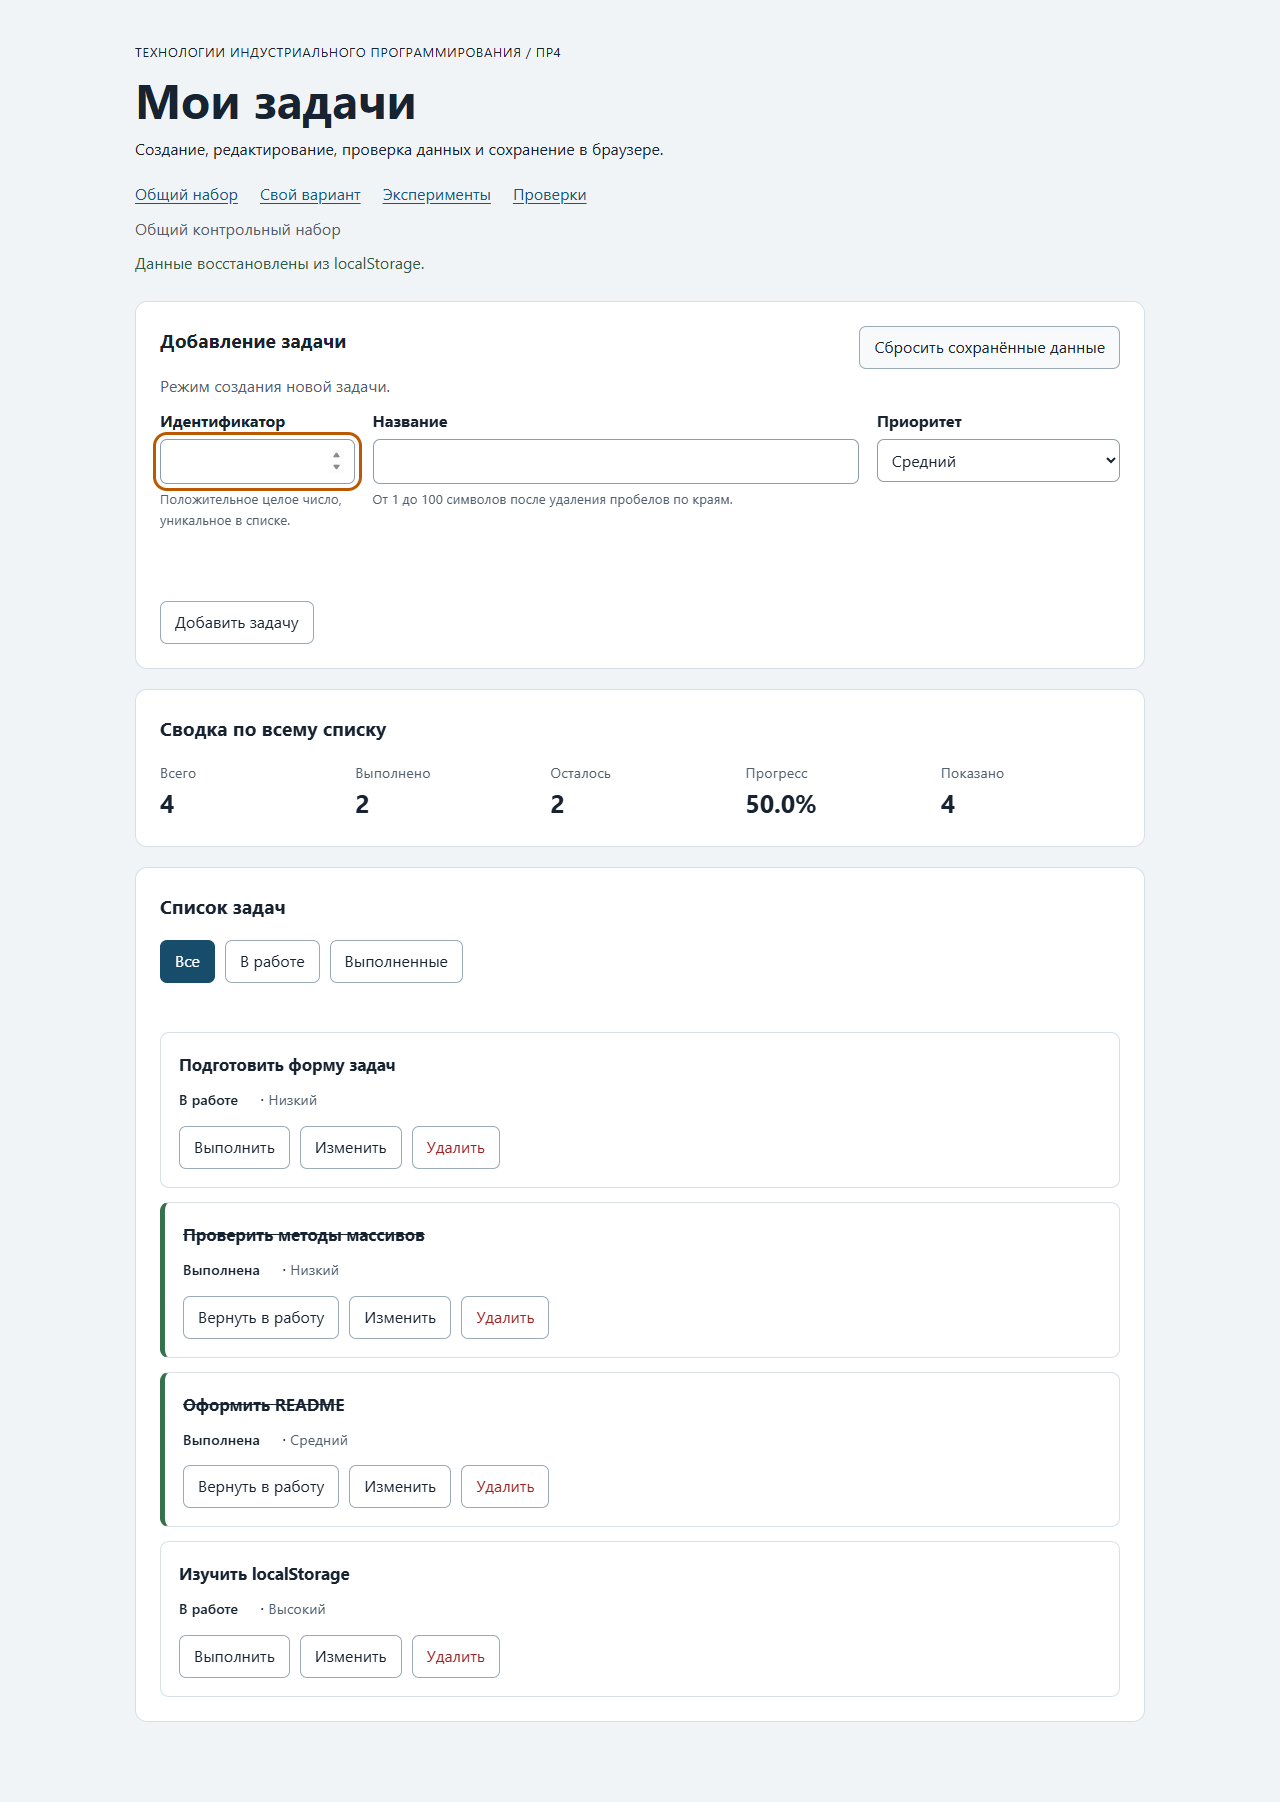 ТЕХНОЛОГИИ ИНДУСТРИАЛЬНОГО ПРОГРАММИРОВАНИЯ / ПР4
Мои задачи
Создание, редактирование, проверка данных и сохранение в браузере.
Общий набор Свой вариант Эксперименты Проверки
Общий контрольный набор
Данные восстановлены из localStorage.
Добавление задачи
Сбросить сохранённые данные
Режим создания новой задачи.
Идентификатор Название Приоритет
Средний
Положительное целое число, уникальное в списке.
От 1 до 100 символов после удаления пробелов по краям.
Добавить задачу
Сводка по всему списку
Всего Выполнено Осталось Прогресс Показано
4 2 2 50.0% 4
Список задач
Все В работе Выполненные
Подготовить форму задач
В работе · Низкий
Выполнить Изменить Удалить
Проверить методы массивов
Выполнена · Низкий
Вернуть в работу Изменить Удалить
Оформить README
Выполнена · Средний
Вернуть в работу Изменить Удалить
Изучить localStorage
В работе · Высокий
Выполнить Изменить Удалить